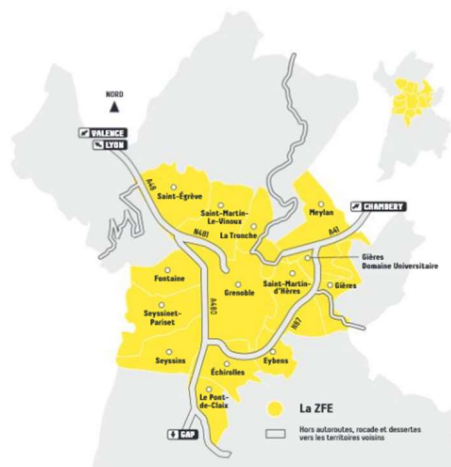 NORD
VALENCE
LYON
A48
Saint-Égrève
Saint-Martin-
Le-Vinoux
Meylan
CHAMBERY
N481
La Tronche
A41
Gières
Domaine Universitaire
Fontaine
Saint-Martin-
d'Hères
Gières
Grenoble
Seyssinet-
Pariset
A480
N87
Seyssins
Eybens
Échirolles
Le Pont-
de-Claix
GAP
La ZFE
Hors autoroutes, rocade et dessertes
vers les territoires voisins